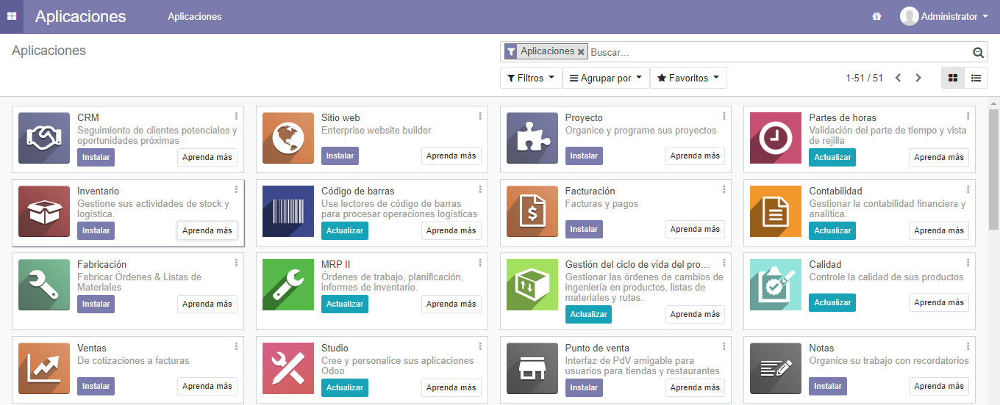 Aplicaciones
Aplicaciones
Administrator
Aplicaciones
Aplicaciones
Buscar...
Filtros
Agrupar por
Favoritos
1-51 / 51
CRM
Seguimiento de clientes potenciales y
oportunidades próximas
Instalar
Aprenda más
Sitio web
Enterprise website builder
Instalar
Aprenda más
Proyecto
Organice y programe sus proyectos
Instalar
Aprenda más
Partes de horas
Validación del parte de tiempo y vista
de rejilla
Actualizar
Aprenda más
Inventario
Gestione sus actividades de stock y
logística.
Instalar
Aprenda más
Código de barras
Use lectores de código de barras
para procesar operaciones logísticas
Actualizar
Aprenda más
Facturación
Facturas y pagos
Instalar
Aprenda más
Contabilidad
Gestionar la contabilidad financiera y
analítica.
Actualizar
Aprenda más
Fabricación
Fabricar Órdenes & Listas de
Materiales
Instalar
Aprenda más
MRP II
Órdenes de trabajo, planificación,
informes de inventario.
Actualizar
Aprenda más
Gestión del ciclo de vida del pro...
Gestionar las órdenes de cambios de
ingeniería en productos, listas de
materiales y rutas.
Actualizar
Aprenda más
Calidad
Controle la calidad de sus productos
Actualizar
Aprenda más
Ventas
De cotizaciones a facturas
Instalar
Aprenda más
Studio
Cree y personalice sus aplicaciones
Odoo
Actualizar
Aprenda más
Punto de venta
Interfaz de PdV amigable para
usuarios para tiendas y restaurantes
Instalar
Aprenda más
Notas
Organice su trabajo con recordatorios
Instalar
Aprenda más